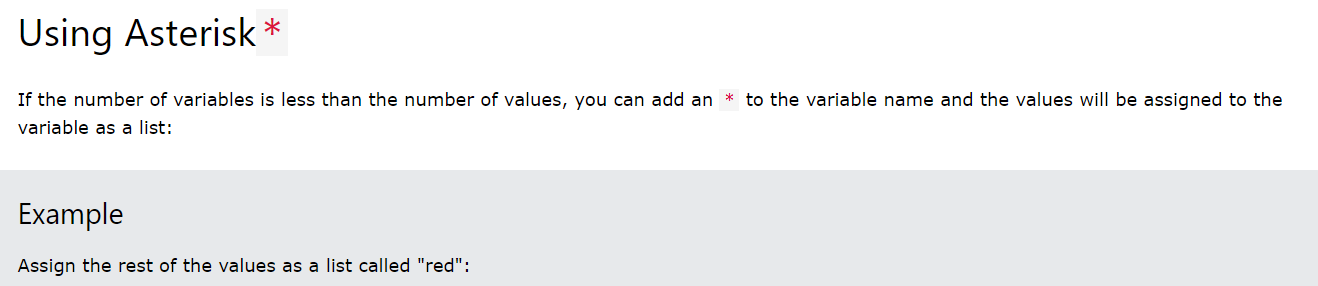 Using Asterisk*
If the number of variables is less than the number of values, you can add an * to the variable name and the values will be assigned to the
variable as a list:
Example
Assign the rest of the values as a list called "red":